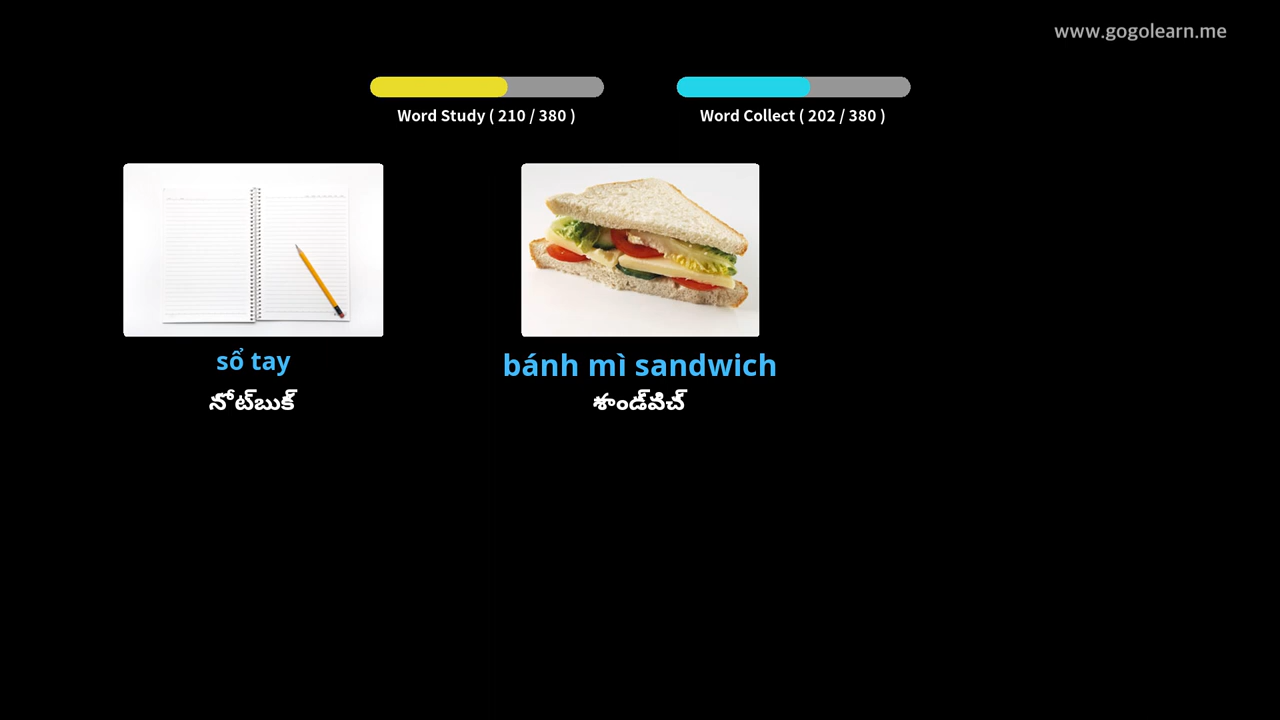 www.gogolearn.me
Word Study ( 210 / 380 )
Word Collect ( 202 / 380 )
sổ tay
నోట్‌బుక్
bánh mì sandwich
శాండ్‌విచ్